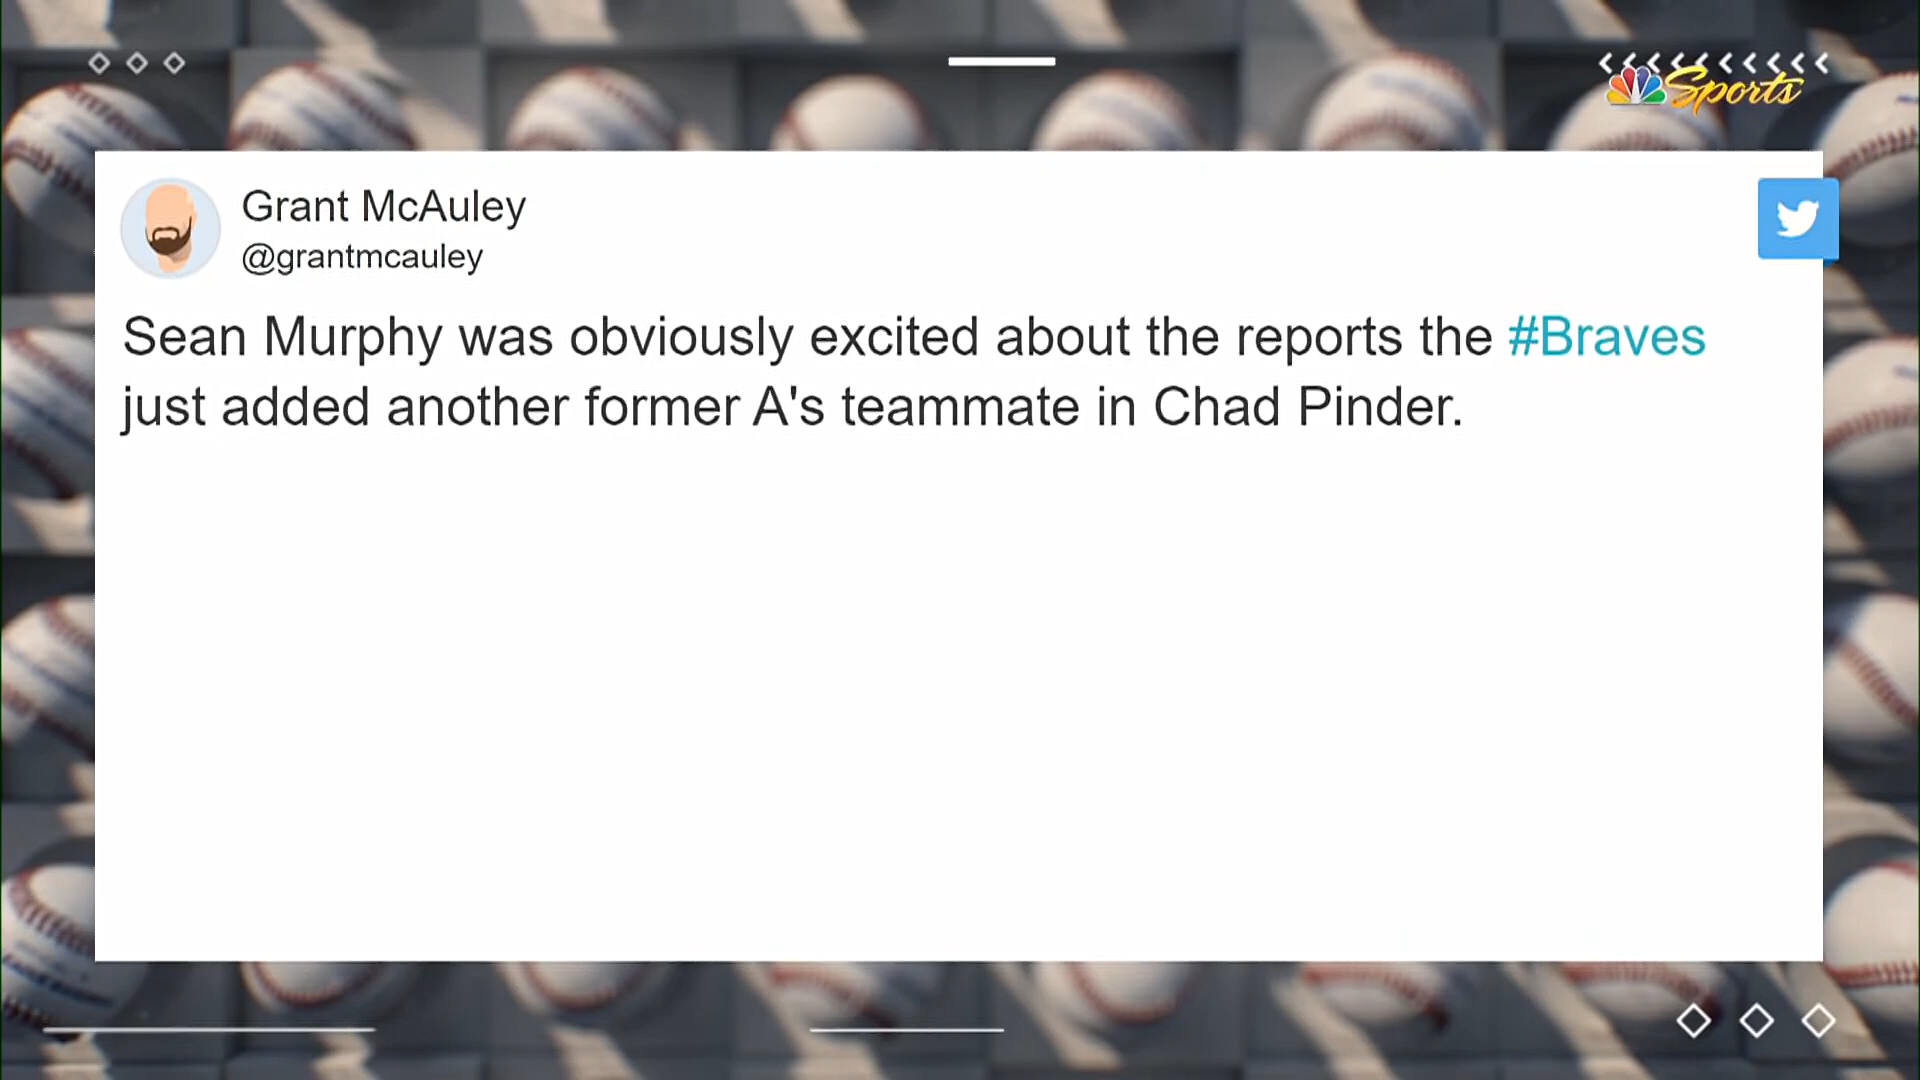 Sports
Grant McAuley
@grantmcauley
Sean Murphy was obviously excited about the reports the #Braves
just added another former A's teammate in Chad Pinder.